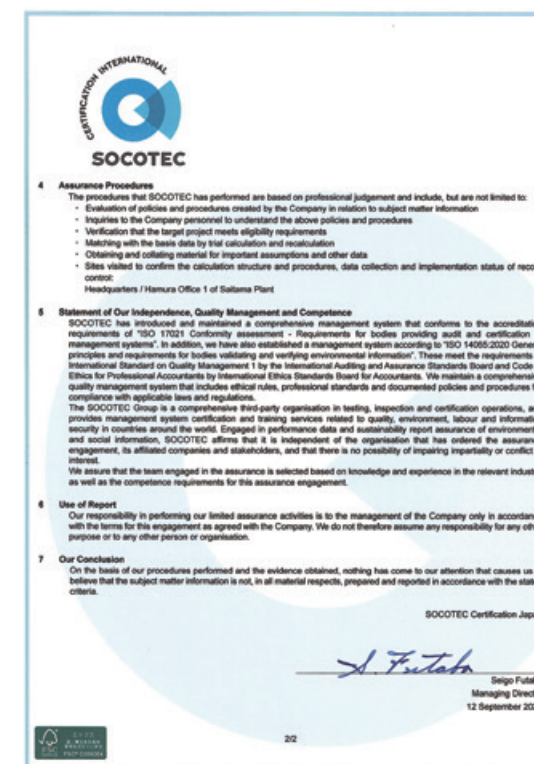 CERTIFICATION INTERNATIONAL
SOCOTEC
4 Assurance Procedures
The procedures that SOCOTEC has performed are based on professional judgement and include, but are not limited to:
· Evaluation of policies and procedures created by the Company in relation to subject matter information
· Inquiries to the Company personnel to understand the above policies and procedures
· Verification that the target project meets eligibility requirements
· Matching with the basis data by trial calculation and recalculation
· Obtaining and collating material for important assumptions and other data
· Sites visited to confirm the calculation structure and procedures, data collection and implementation status of reco
control:
Headquarters / Hamura Office 1 of Saitama Plant
5 Statement of Our Independence, Quality Management and Competence
SOCOTEC has introduced and maintained a comprehensive management system that conforms to the accreditatio
requirements of "ISO 17021 Conformity assessment - Requirements for bodies providing audit and certification
management systems". In addition, we have also established a management system according to "ISO 14065:2020 Gener
principles and requirements for bodies validating and verifying environmental information". These meet the requirements
International Standard on Quality Management 1 by the International Auditing and Assurance Standards Board and Code
Ethics for Professional Accountants by International Ethics Standards Board for Accountants. We maintain a comprehensiv
quality management system that includes ethical rules, professional standards and documented policies and procedures f
compliance with applicable laws and regulations.
The SOCOTEC Group is a comprehensive third-party organisation in testing, inspection and certification operations, a
provides management system certification and training services related to quality, environment, labour and informati
security in countries around the world. Engaged in performance data and sustainability report assurance of environment
and social information, SOCOTEC affirms that it is independent of the organisation that has ordered the assuran
engagement, its affiliated companies and stakeholders, and that there is no possibility of impairing impartiality or conflict
interest.
We assure that the team engaged in the assurance is selected based on knowledge and experience in the relevant industr
as well as the competence requirements for this assurance engagement.
6 Use of Report
Our responsibility in performing our limited assurance activities is to the management of the Company only in accordan
with the terms for this engagement as agreed with the Company. We do not therefore assume any responsibility for any oth
purpose or to any other person or organisation.
7 Our Conclusion
On the basis of our procedures performed and the evidence obtained, nothing has come to our attention that causes us
believe that the subject matter information is not, in all material respects, prepared and reported in accordance with the stat
criteria.
SOCOTEC Certification Japa
S. Futaba
Seigo Futal
Managing Direct
12 September 202
FSC
2/2